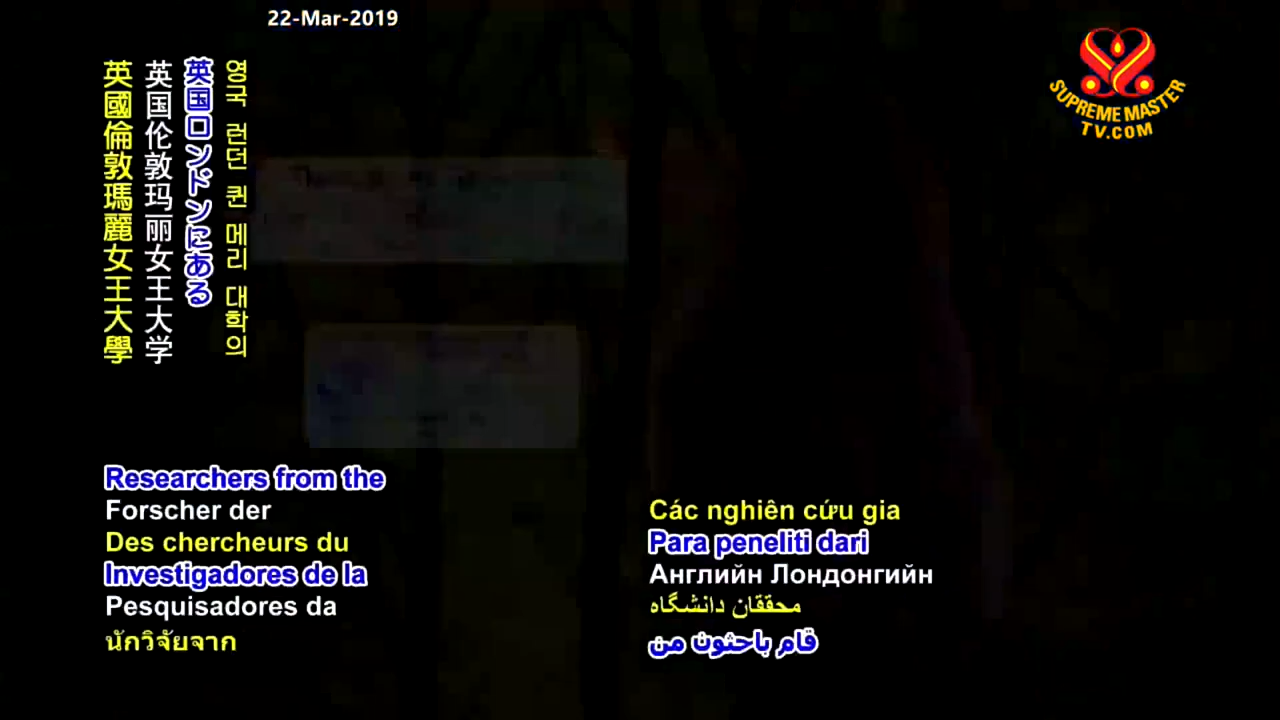 22-Mar-2019
SUPREME MASTER
TV.COM
英國倫敦瑪麗女王大學
英国伦敦玛丽女王大学
英国ロンドンにある
영국 런던 퀸 메리 대학의
Researchers from the
Forscher der
Des chercheurs du
Investigadores de la
Pesquisadores da
นักวิจัยจาก
Các nghiên cứu gia
Para peneliti dari
Английн Лондонгийн
محققان دانشگاه
قام باحثون من